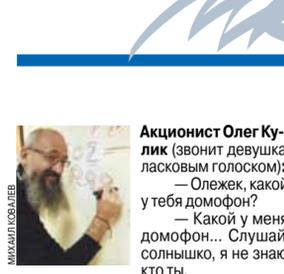 МИХАИЛ КОВАЛЕВ
Акционист Олег Ку-
лик (звонит девушка
ласковым голоском):
— Олежек, какой
у тебя домофон?
— Какой у меня
домофон... Слушай,
солнышко, я не знаю,
кто ты.